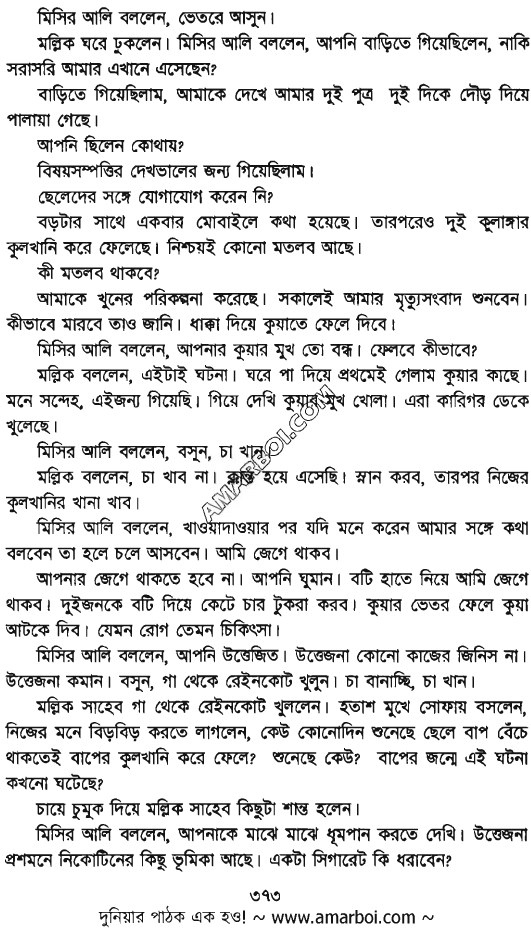 মিসির আলি বললেন, ভেতরে আসুন।
মল্লিক ঘরে ঢুকলেন। মিসির আলি বললেন, আপনি বাড়িতে গিয়েছিলেন, নাকি
সরাসরি আমার এখানে এসেছেন?
বাড়িতে গিয়েছিলাম, আমাকে দেখে আমার দুই পুত্র দুই দিকে দৌড় দিয়ে
পালায়া গেছে।
আপনি ছিলেন কোথায়?
বিষয়সম্পত্তির দেখভালের জন্য গিয়েছিলাম।
ছেলেদের সঙ্গে যোগাযোগ করেন নি?
বড়টার সাথে একবার মোবাইলে কথা হয়েছে। তারপরেও দুই কুলাঙ্গার
কুলখানি করে ফেলেছে। নিশ্চয়ই কোনো মতলব আছে।
কী মতলব থাকবে?
আমাকে খুনের পরিকল্পনা করেছে। সকালেই আমার মৃত্যুসংবাদ শুনবেন।
কীভাবে মারবে তাও জানি। ধাক্কা দিয়ে কুয়াতে ফেলে দিবে।
মিসির আলি বললেন, আপনার কুয়ার মুখ তো বন্ধ। ফেলবে কীভাবে?
মল্লিক বললেন, এইটাই ঘটনা। ঘরে পা দিয়ে প্রথমেই গেলাম কুয়ার কাছে।
মনে সন্দেহ, এইজন্য গিয়েছি। গিয়ে দেখি কুয়ার মুখ খোলা। এরা কারিগর ডেকে
খুলেছে।
মিসির আলি বললেন, বসুন, চা খান।
মল্লিক বললেন, চা খাব না। ক্লান্ত হয়ে এসেছি। স্নান করব, তারপর নিজের
কুলখানির খানা খাব।
মিসির আলি বললেন, খাওয়াদাওয়ার পর যদি মনে করেন আমার সঙ্গে কথা
বলবেন তা হলে চলে আসবেন। আমি জেগে থাকব।
আপনার জেগে থাকতে হবে না। আপনি ঘুমান। বটি হাতে নিয়ে আমি জেগে
থাকব। দুইজনকে বটি দিয়ে কেটে চার টুকরা করব। কুয়ার ভেতর ফেলে কুয়া
আটকে দিব। যেমন রোগ তেমন চিকিৎসা।
মিসির আলি বললেন, আপনি উত্তেজিত। উত্তেজনা কোনো কাজের জিনিস না।
উত্তেজনা কমান। বসুন, গা থেকে রেইনকোট খুলুন। চা বানাচ্ছি, চা খান।
মল্লিক সাহেব গা থেকে রেইনকোট খুললেন। হতাশ মুখে সোফায় বসলেন,
নিজের মনে বিড়বিড় করতে লাগলেন, কেউ কোনোদিন শুনেছে ছেলে বাপ বেঁচে
থাকতেই বাপের কুলখানি করে ফেলে? শুনেছে কেউ? বাপের জন্মে এই ঘটনা
কখনো ঘটেছে?
চায়ে চুমুক দিয়ে মল্লিক সাহেব কিছুটা শান্ত হলেন।
মিসির আলি বললেন, আপনাকে মাঝে মাঝে ধূমপান করতে দেখি। উত্তেজনা
প্রশমনে নিকোটিনের কিছু ভূমিকা আছে। একটা সিগারেট কি ধরাবেন?
AMARBOI.COM
৩৭৩
দুনিয়ার পাঠক এক হও! ~ www.amarboi.com ~